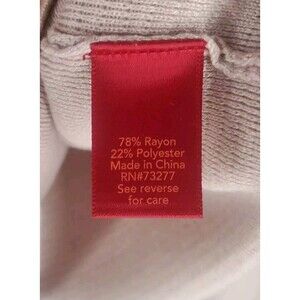 78% Rayon
22% Polyester
Made in China
RN#73277
See reverse
for care